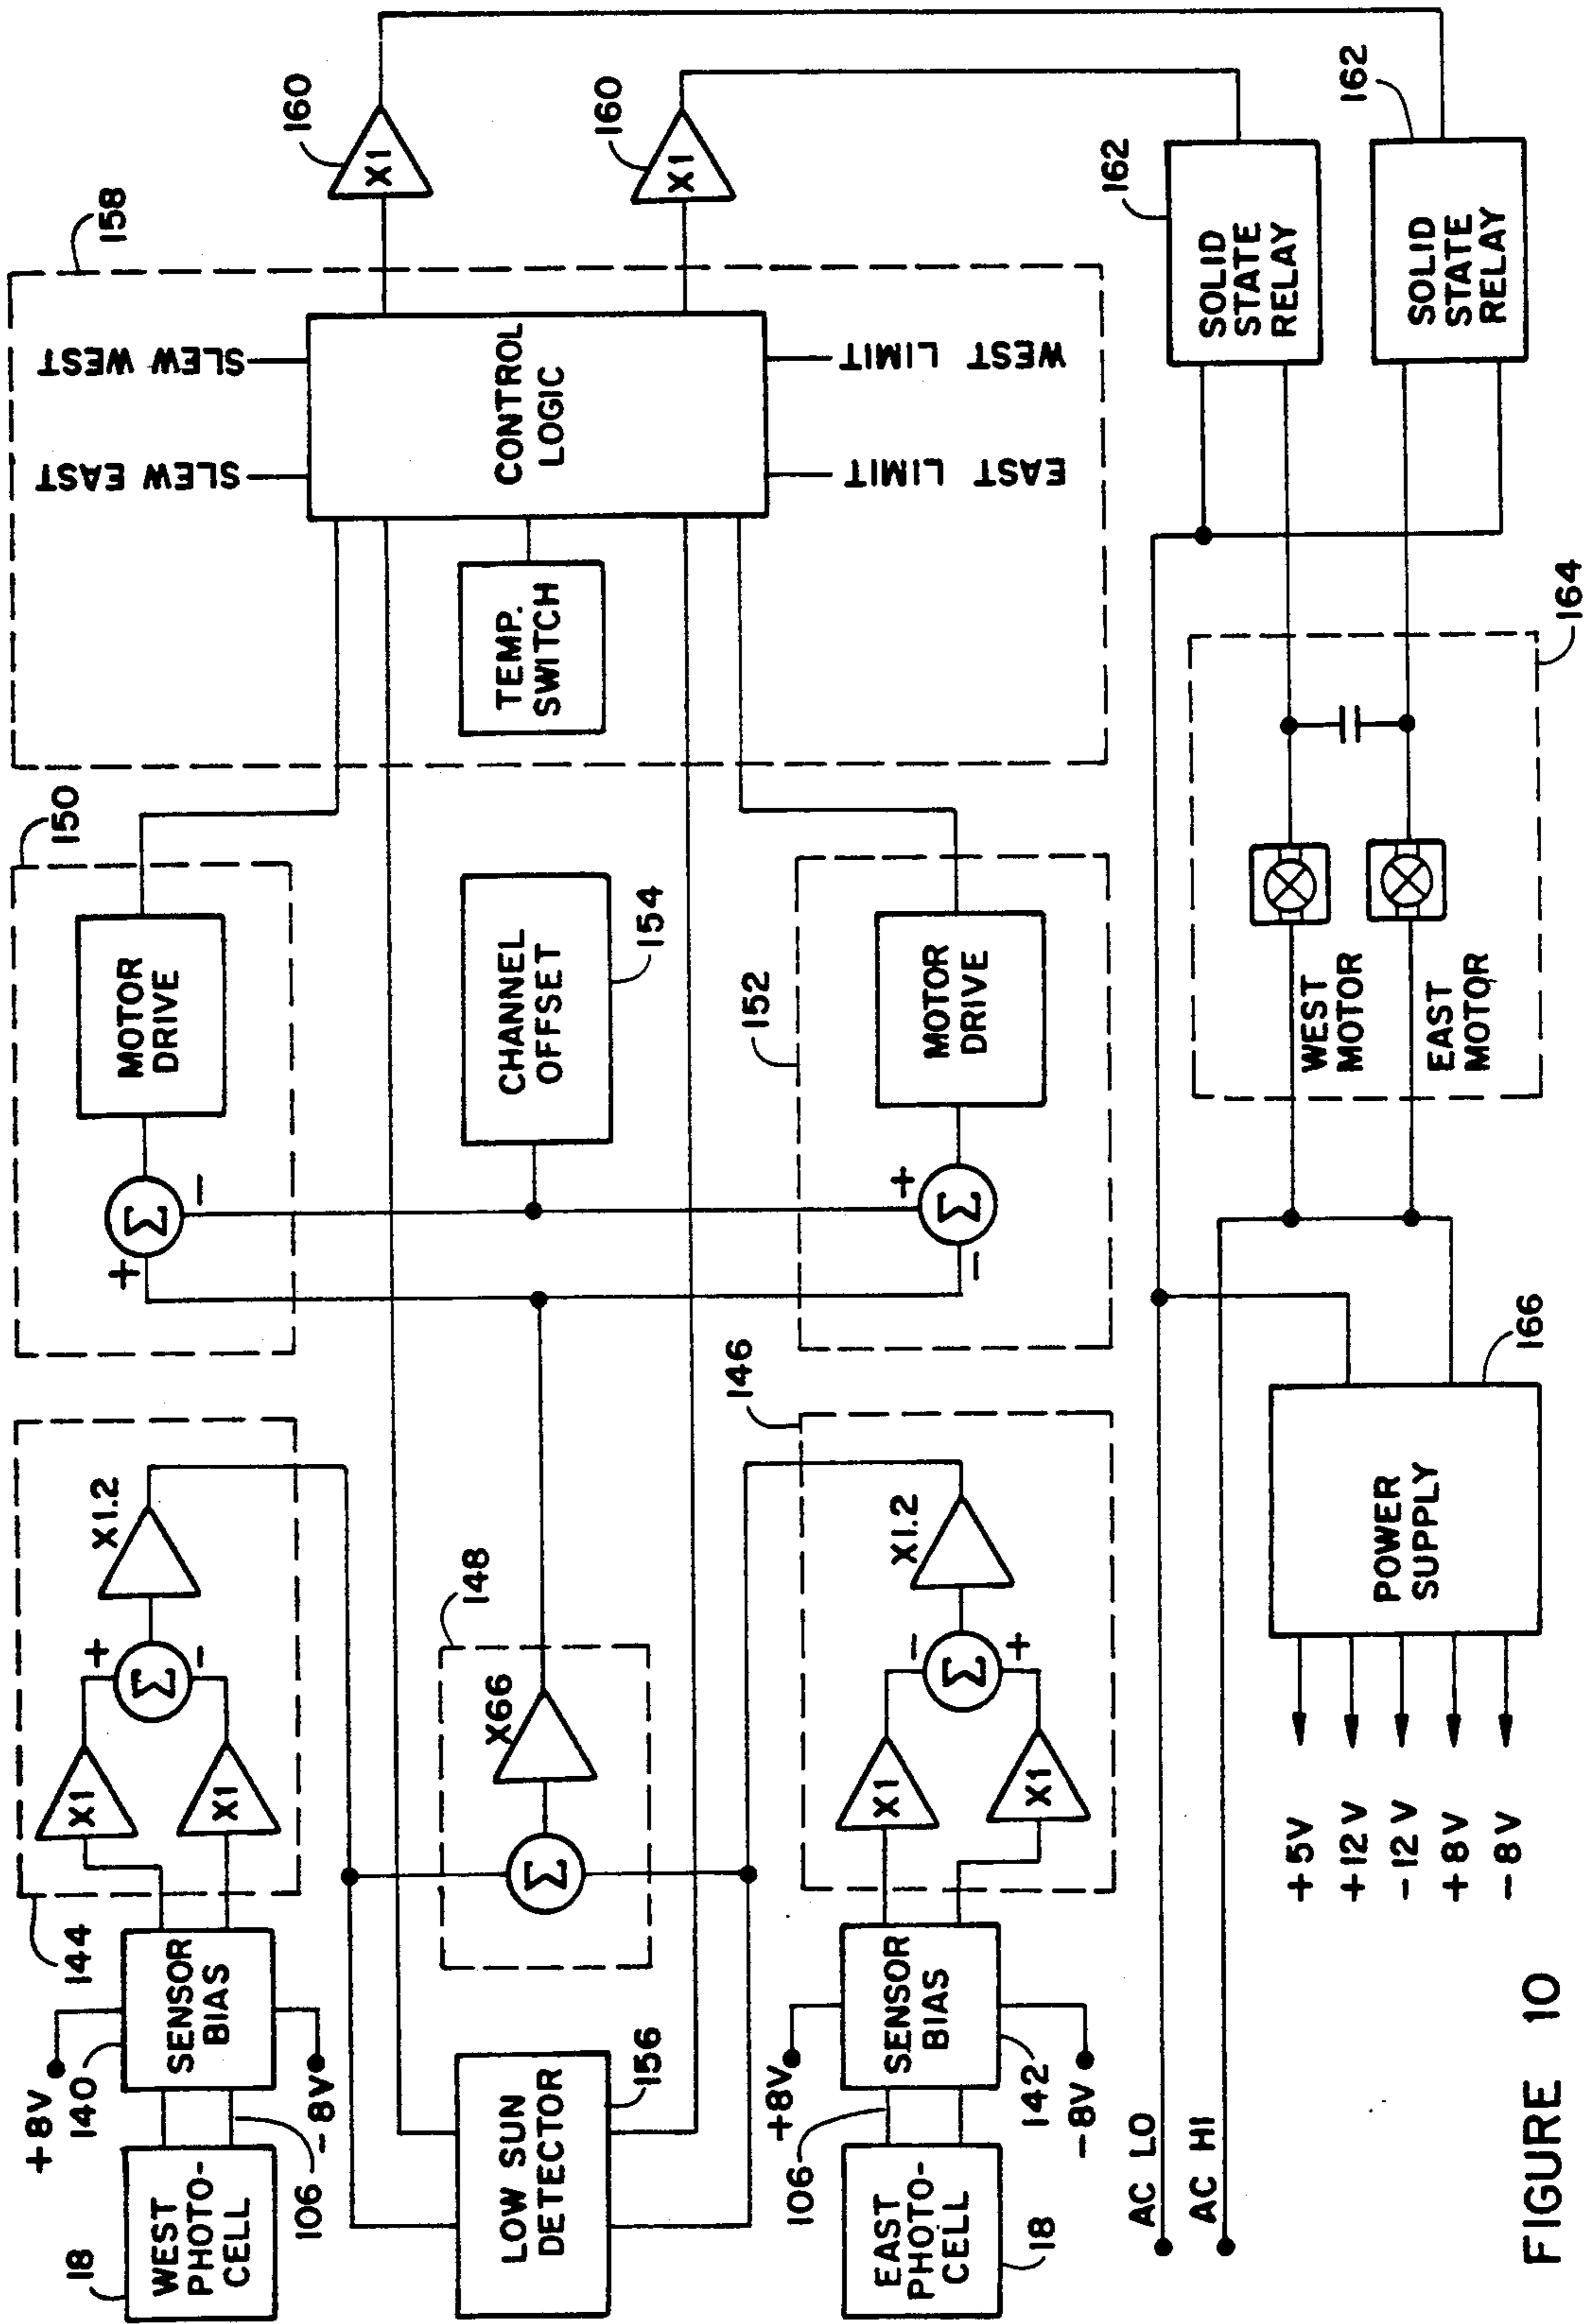 18
WEST
PHOTO-
CELL
+8V
140
106
-8V
SENSOR
BIAS
144
X1
X1
+
Σ
-
X1.2
150
+
Σ
-
MOTOR
DRIVE
158
SLEW EAST
SLEW WEST
TEMP.
SWITCH
CONTROL
LOGIC
EAST LIMIT
WEST LIMIT
160
X1
160
X1
LOW SUN
DETECTOR
156
148
Σ
X66
CHANNEL
OFFSET
154
18
EAST
PHOTO-
CELL
106
+8V
142
-8V
SENSOR
BIAS
146
X1
X1
-
Σ
+
X1.2
152
-
Σ
+
MOTOR
DRIVE
AC LO
AC HI
+5V
+12V
-12V
+8V
-8V
POWER
SUPPLY
166
WEST
MOTOR
EAST
MOTOR
164
162
SOLID
STATE
RELAY
162
SOLID
STATE
RELAY
FIGURE 10